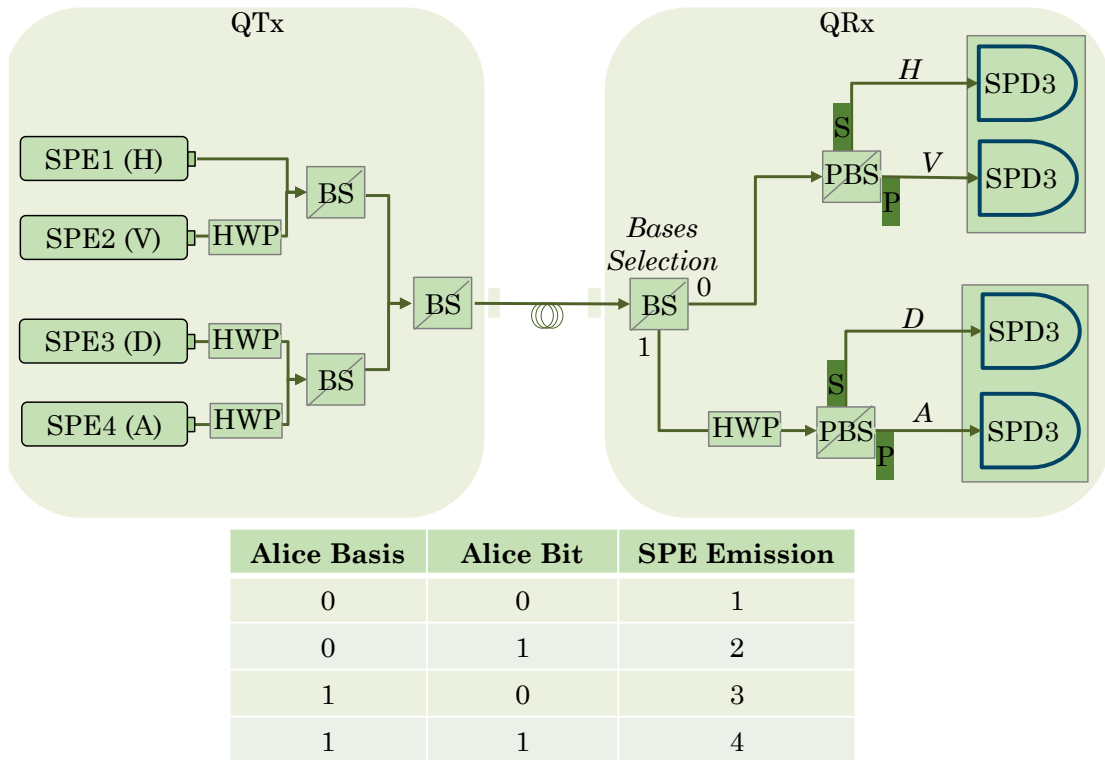 QTx
SPE1 (H)
SPE2 (V)
HWP
BS
SPE3 (D)
HWP
SPE4 (A)
HWP
BS
BS
QRx
Bases
Selection
BS
0
1
S
PBS
P
H
V
SPD3
SPD3
HWP
S
PBS
P
D
A
SPD3
SPD3
Alice Basis Alice Bit SPE Emission
0 0 1
0 1 2
1 0 3
1 1 4